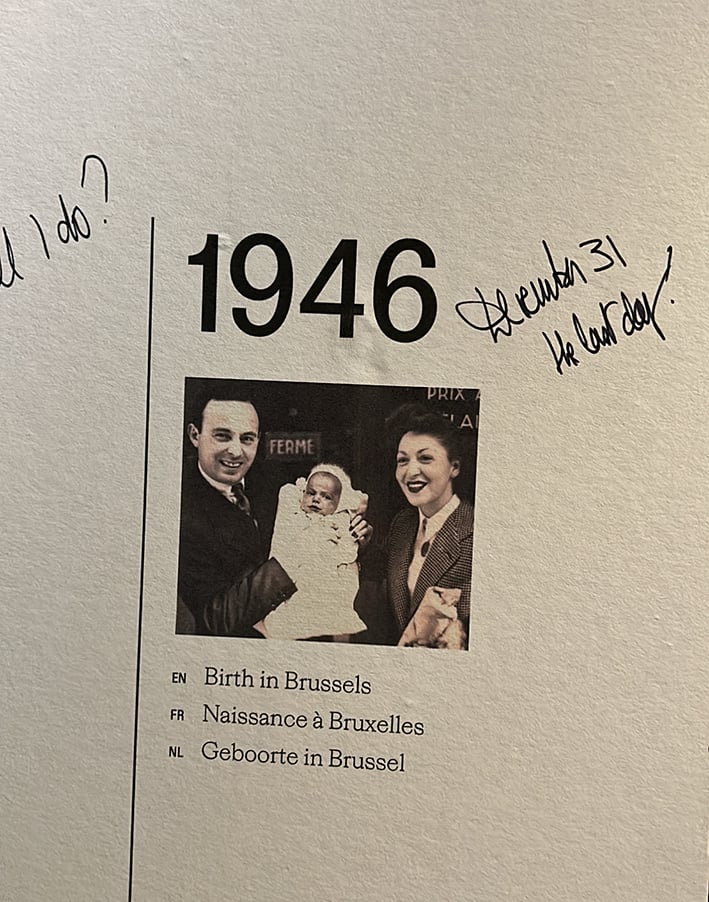 I do?
1946
December 31
the last day!
PRIX
FERME
EN Birth in Brussels
FR Naissance à Bruxelles
NL Geboorte in Brussel